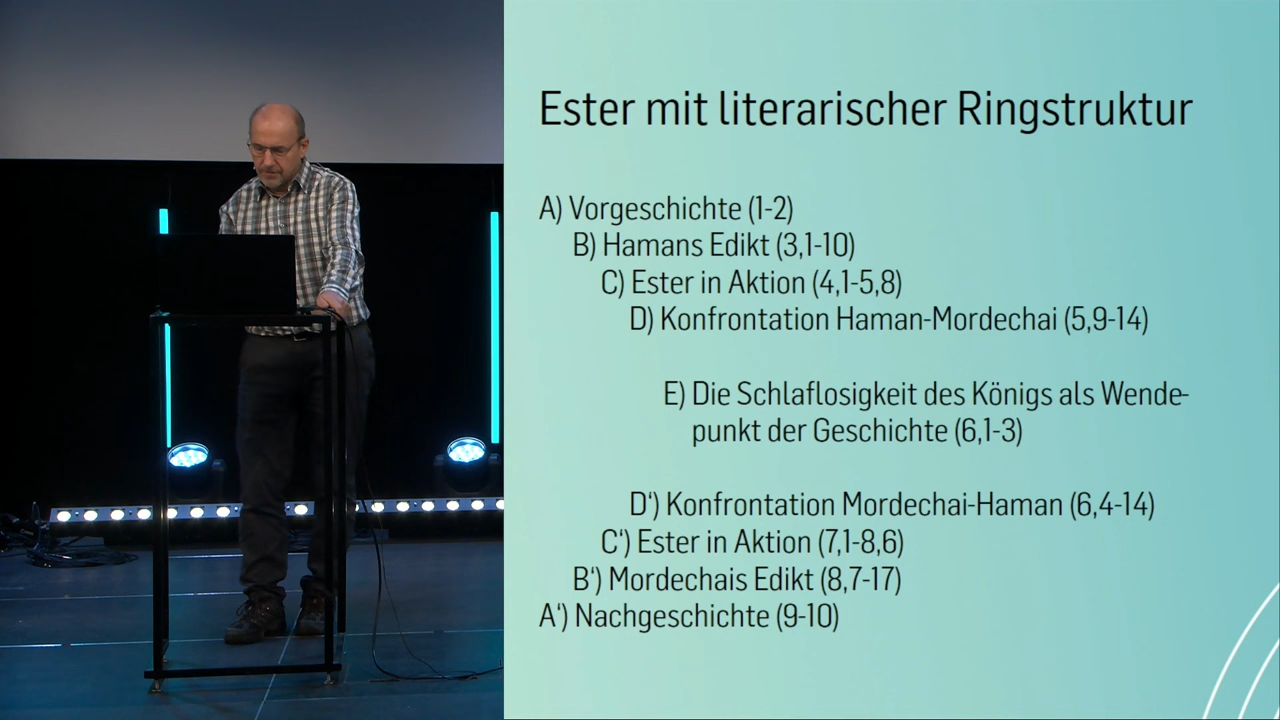 Ester mit literarischer Ringstruktur
A) Vorgeschichte (1-2)
B) Hamans Edikt (3,1-10)
C) Ester in Aktion (4,1-5,8)
D) Konfrontation Haman-Mordechai (5,9-14)
E) Die Schlaflosigkeit des Königs als Wende-
punkt der Geschichte (6,1-3)
D‘) Konfrontation Mordechai-Haman (6,4-14)
C‘) Ester in Aktion (7,1-8,6)
B‘) Mordechais Edikt (8,7-17)
A‘) Nachgeschichte (9-10)